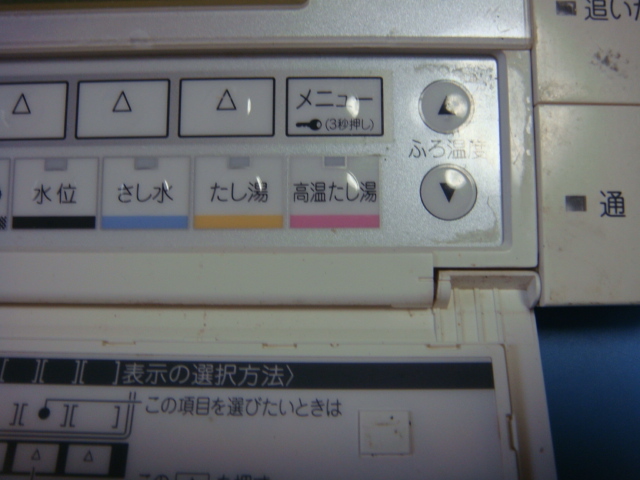 追いだ
△ △ △ メニュー
(3秒押し)
ふろ温度
水位 さし水 たし湯 高温たし湯
通
[ ][ ][ ]表示の選択方法〉
][ ][ ] この項目を選びたいときは
△ △